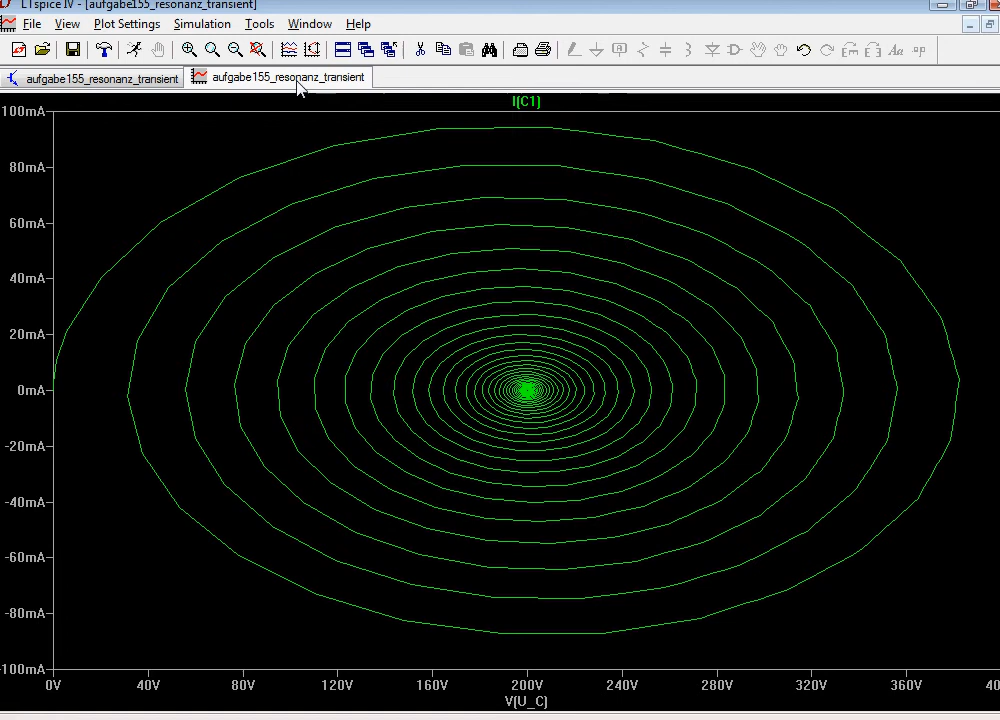 LTspice IV - [aufgabe155_resonanz_transient]
File View Plot Settings Simulation Tools Window Help
aufgabe155_resonanz_transient aufgabe155_resonanz_transient
I(C1)
100mA
80mA
60mA
40mA
20mA
0mA
-20mA
-40mA
-60mA
-80mA
-100mA
0V 40V 80V 120V 160V 200V 240V 280V 320V 360V 40
V(U_C)